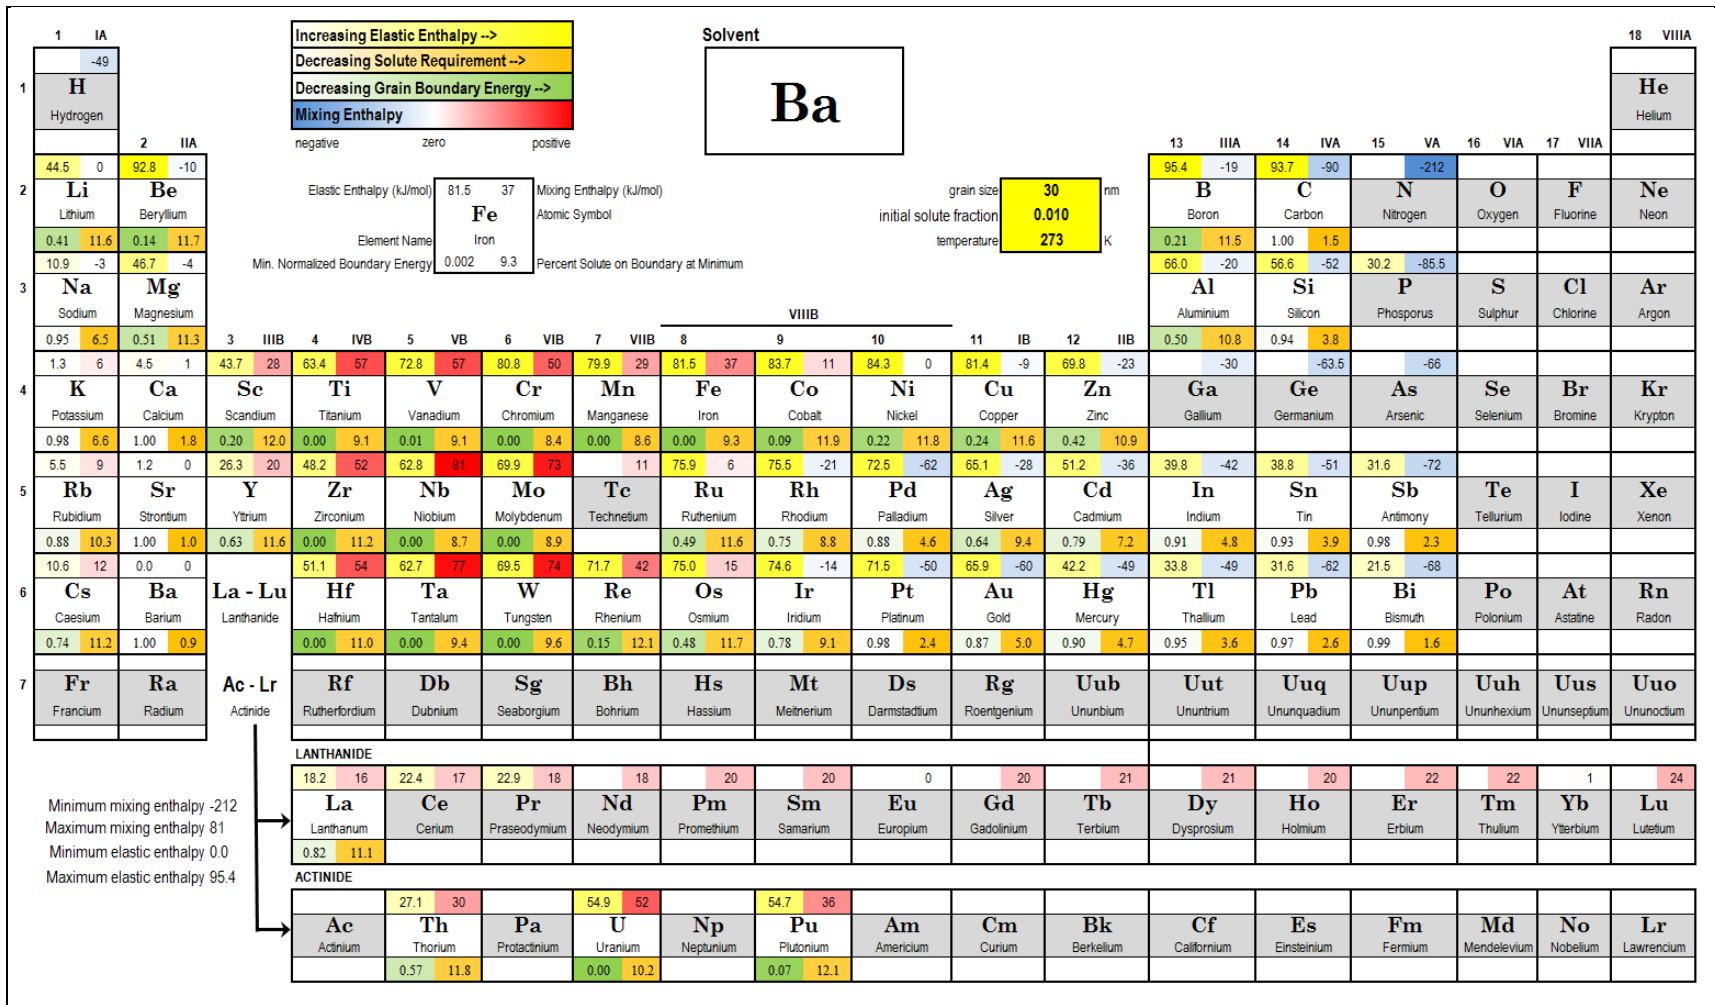 1 IA
Increasing Elastic Enthalpy -->
Solvent
18 VIIIA
-49
Decreasing Solute Requirement -->
1 H Ba He
Decreasing Grain Boundary Energy -->
Hydrogen Helium
Mixing Enthalpy
2 IIA negative zero positive 13 IIIA 14 IVA 15 VA 16 VIA 17 VIIA
44.5 0 92.8 -10 95.4 -19 93.7 -90 -212
2 Li Be Elastic Enthalpy (kJ/mol) 81.5 37 Mixing Enthalpy (kJ/mol) grain size 30 nm B C N O F Ne
Lithium Beryllium Fe Atomic Symbol initial solute fraction 0.010 Boron Carbon Nitrogen Oxygen Fluorine Neon
0.41 11.6 0.14 11.7 Element Name Iron temperature 273 K 0.21 11.5 1.00 1.5
10.9 -3 46.7 -4 Min. Normalized Boundary Energy 0.002 9.3 Percent Solute on Boundary at Minimum 66.0 -20 56.6 -52 30.2 -85.5
3 Na Mg Al Si P S Cl Ar
Sodium Magnesium VIIIB Aluminium Silicon Phosporus Sulphur Chlorine Argon
0.95 6.5 0.51 11.3 3 IIIB 4 IVB 5 VB 6 VIB 7 VIIB 8 9 10 11 IB 12 IIB 0.50 10.8 0.94 3.8
1.3 6 4.5 1 43.7 28 63.4 57 72.8 57 80.8 50 79.9 29 81.5 37 83.7 11 84.3 0 81.4 -9 69.8 -23 -30 -63.5 -66
4 K Ca Sc Ti V Cr Mn Fe Co Ni Cu Zn Ga Ge As Se Br Kr
Potassium Calcium Scandium Titanium Vanadium Chromium Manganese Iron Cobalt Nickel Copper Zinc Gallium Germanium Arsenic Selenium Bromine Krypton
0.98 6.6 1.00 1.8 0.20 12.0 0.00 9.1 0.01 9.1 0.00 8.4 0.00 8.6 0.00 9.3 0.09 11.9 0.22 11.8 0.24 11.6 0.42 10.9
5.5 9 1.2 0 26.3 20 48.2 52 62.8 81 69.9 73 11 75.9 6 75.5 -21 72.5 -62 65.1 -28 51.2 -36 39.8 -42 38.8 -51 31.6 -72
5 Rb Sr Y Zr Nb Mo Tc Ru Rh Pd Ag Cd In Sn Sb Te I Xe
Rubidium Strontium Yttrium Zirconium Niobium Molybdenum Technetium Ruthenium Rhodium Palladium Silver Cadmium Indium Tin Antimony Tellurium Iodine Xenon
0.88 10.3 1.00 1.0 0.63 11.6 0.00 11.2 0.00 8.7 0.00 8.9 0.49 11.6 0.75 8.8 0.88 4.6 0.64 9.4 0.79 7.2 0.91 4.8 0.93 3.9 0.98 2.3
10.6 12 0.0 0 51.1 54 62.7 77 69.5 74 71.7 42 75.0 15 74.6 -14 71.5 -50 65.9 -60 42.2 -49 33.8 -49 31.6 -62 21.5 -68
6 Cs Ba La - Lu Hf Ta W Re Os Ir Pt Au Hg Tl Pb Bi Po At Rn
Caesium Barium Lanthanide Hafnium Tantalum Tungsten Rhenium Osmium Iridium Platinum Gold Mercury Thallium Lead Bismuth Polonium Astatine Radon
0.74 11.2 1.00 0.9 0.00 11.0 0.00 9.4 0.00 9.6 0.15 12.1 0.48 11.7 0.78 9.1 0.98 2.4 0.87 5.0 0.90 4.7 0.95 3.6 0.97 2.6 0.99 1.6
7 Fr Ra Ac - Lr Rf Db Sg Bh Hs Mt Ds Rg Uub Uut Uuq Uup Uuh Uus Uuo
Francium Radium Actinide Rutherfordium Dubnium Seaborgium Bohrium Hassium Meitnerium Darmstadtium Roentgenium Ununbium Ununtrium Ununquadium Ununpentium Ununhexium Ununseptium Ununoctium
LANTHANIDE
18.2 16 22.4 17 22.9 18 18 20 20 0 20 21 21 20 22 22 1 24
Minimum mixing enthalpy -212 La Ce Pr Nd Pm Sm Eu Gd Tb Dy Ho Er Tm Yb Lu
Maximum mixing enthalpy 81 Lanthanum Cerium Praseodymium Neodymium Promethium Samarium Europium Gadolinium Terbium Dysprosium Holmium Erbium Thulium Ytterbium Lutetium
Minimum elastic enthalpy 0.0 0.82 11.1
Maximum elastic enthalpy 95.4 ACTINIDE
27.1 30 54.9 52 54.7 36
Ac Th Pa U Np Pu Am Cm Bk Cf Es Fm Md No Lr
Actinium Thorium Protactinium Uranium Neptunium Plutonium Americium Curium Berkelium Californium Einsteinium Fermium Mendelevium Nobelium Lawrencium
0.57 11.8 0.00 10.2 0.07 12.1